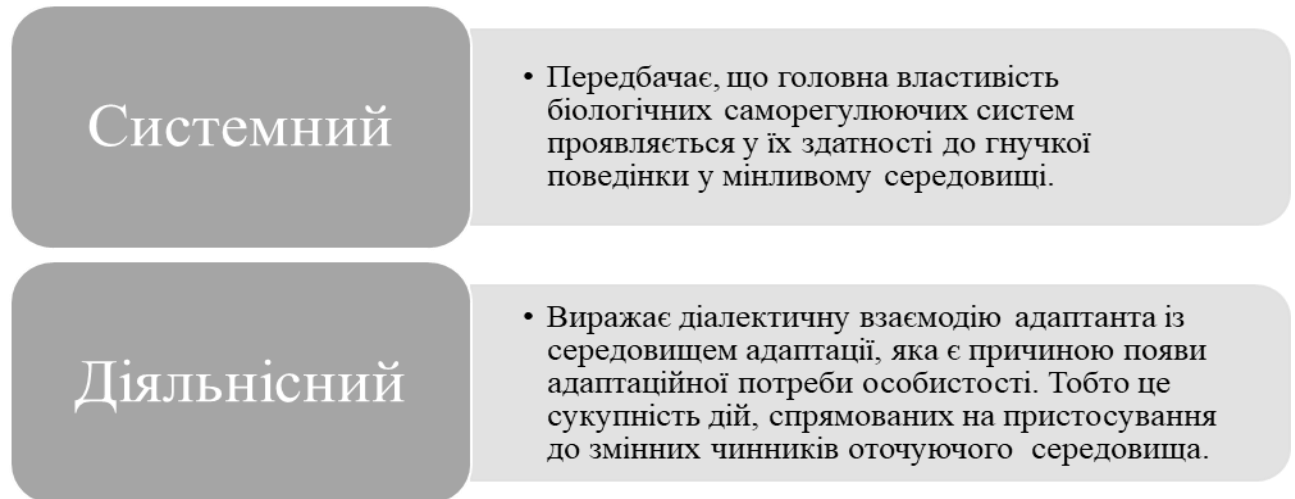 Системний
• Передбачає, що головна властивість
біологічних саморегулюючих систем
проявляється у їх здатності до гнучкої
поведінки у мінливому середовищі.
Діяльнісний
• Виражає діалектичну взаємодію адаптанта із
середовищем адаптації, яка є причиною появи
адаптаційної потреби особистості. Тобто це
сукупність дій, спрямованих на пристосування
до змінних чинників оточуючого середовища.